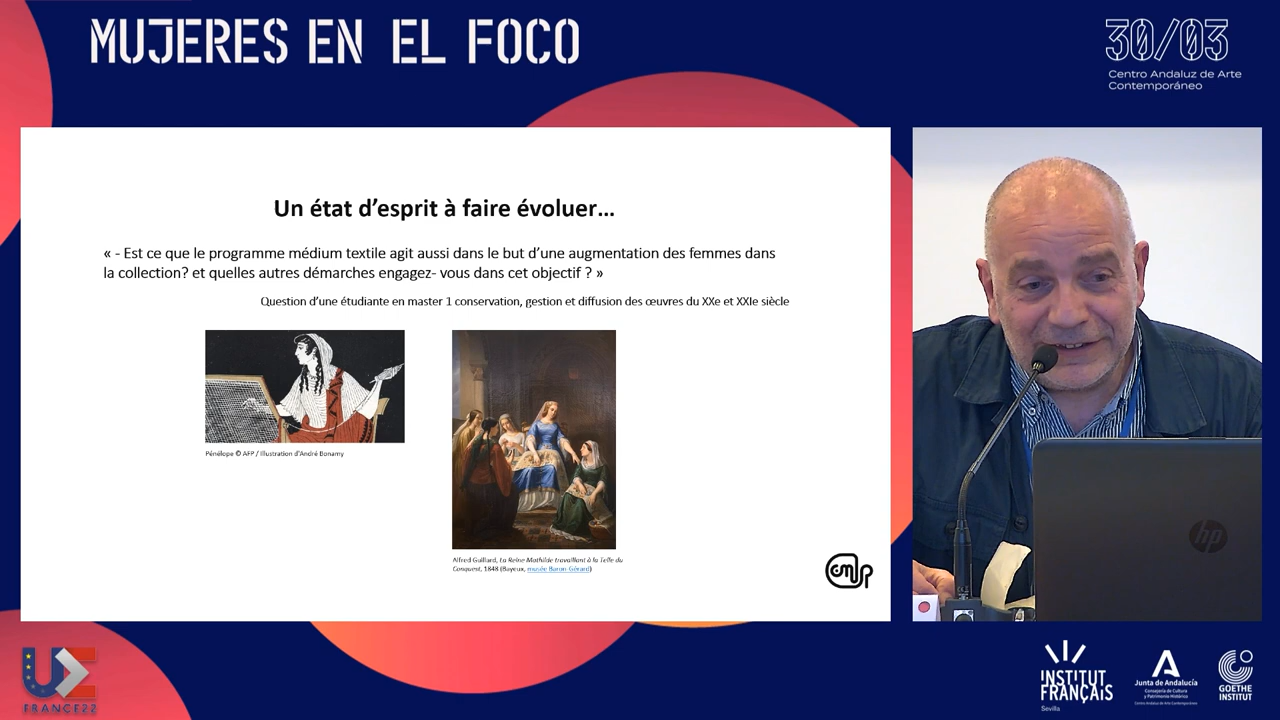 MUJERES EN EL FOCO
30/03
Centro Andaluz de Arte
Contemporáneo
Un état d’esprit à faire évoluer...
« - Est ce que le programme médium textile agit aussi dans le but d’une augmentation des femmes dans
la collection? et quelles autres démarches engagez- vous dans cet objectif ? »
Question d’une étudiante en master 1 conservation, gestion et diffusion des œuvres du XXe et XXIe siècle
Pénélope © AFP / Illustration d'André Bonamy
Alfred Guillard, La Reine Mathilde travaillant à la Telle du
Conquest, 1848 (Bayeux, musée Baron-Gérard)
cnap
hp
UE
FRANCE22
INSTITUT
FRANÇAIS
Sevilla
Junta de Andalucía
Consejería de Cultura
y Patrimonio Histórico
Centro Andaluz de Arte Contemporáneo
GOETHE
INSTITUT